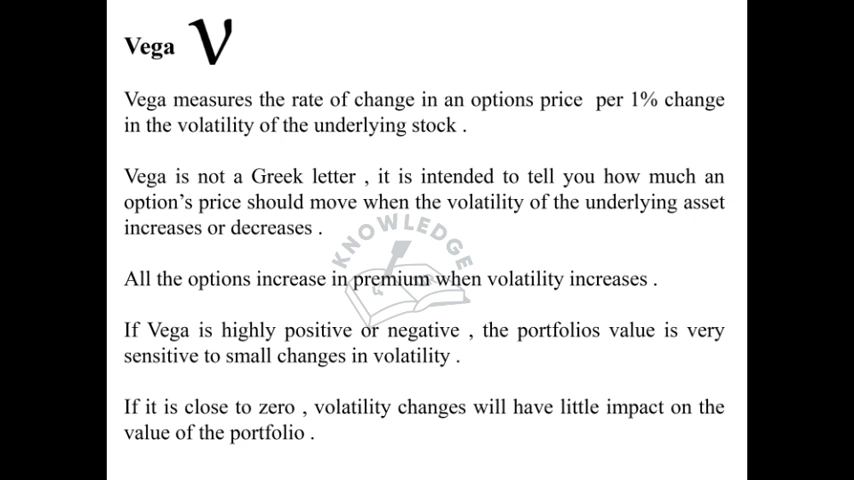 Vega ν
Vega measures the rate of change in an options price per 1% change
in the volatility of the underlying stock .
Vega is not a Greek letter , it is intended to tell you how much an
option's price should move when the volatility of the underlying asset
increases or decreases .
KNOWLEDGE
All the options increase in premium when volatility increases .
If Vega is highly positive or negative , the portfolios value is very
sensitive to small changes in volatility .
If it is close to zero , volatility changes will have little impact on the
value of the portfolio .